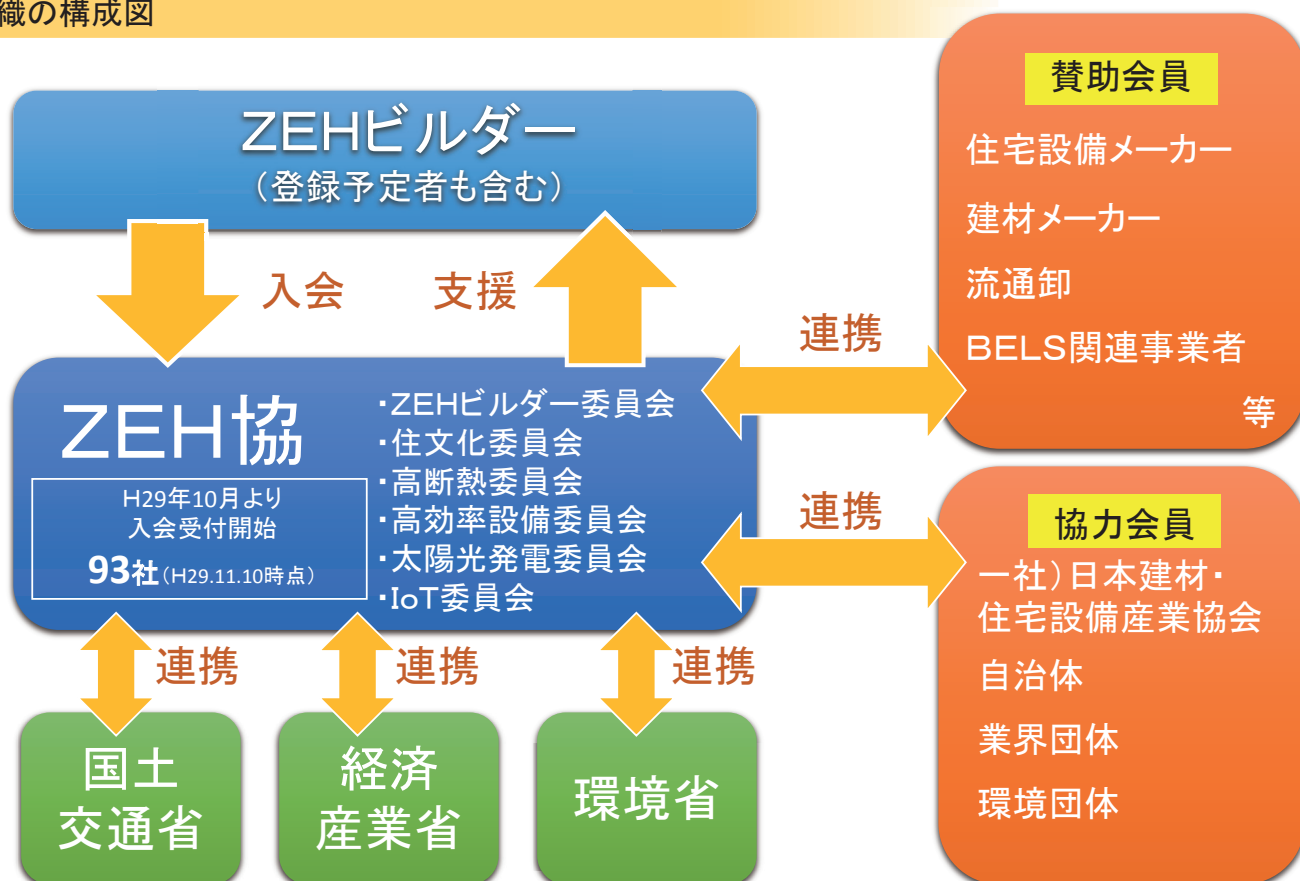 織の構成図
ZEHビルダー
（登録予定者も含む）
入会
支援
ZEH協
H29年10月より
入会受付開始
93社（H29.11.10時点）
・ZEHビルダー委員会
・住文化委員会
・高断熱委員会
・高効率設備委員会
・太陽光発電委員会
・IoT委員会
連携
連携
連携
連携
連携
国土
交通省
経済
産業省
環境省
賛助会員
住宅設備メーカー
建材メーカー
流通卸
BELS関連事業者
等
協力会員
一社）日本建材・
住宅設備産業協会
自治体
業界団体
環境団体